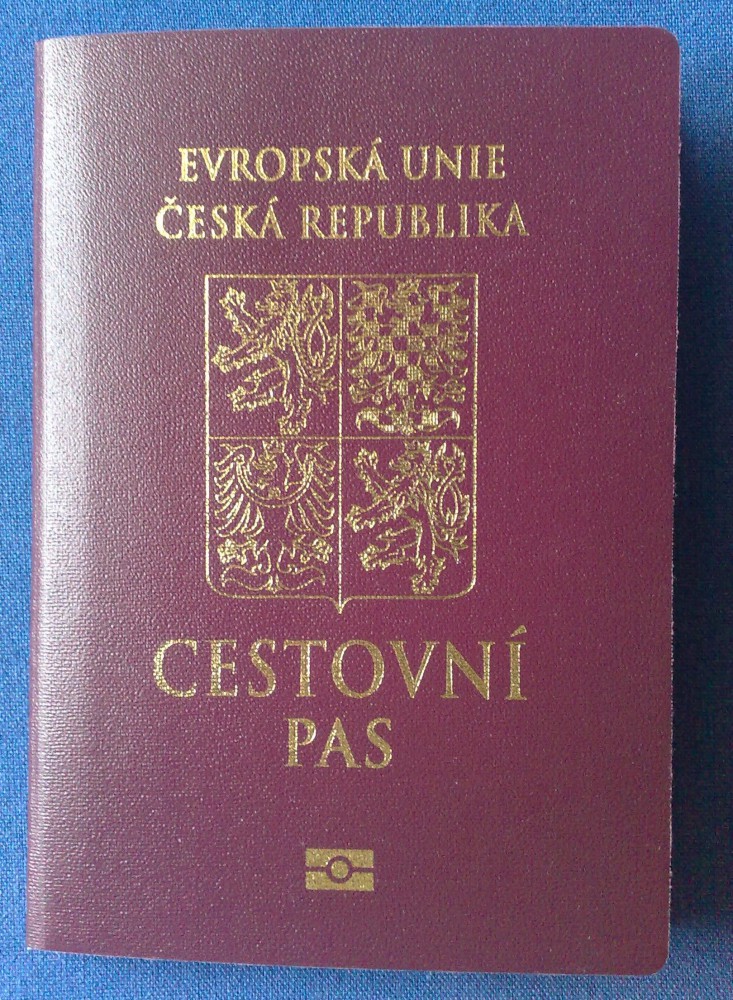 EVROPSKÁ UNIE
ČESKÁ REPUBLIKA
CESTOVNÍ
PAS